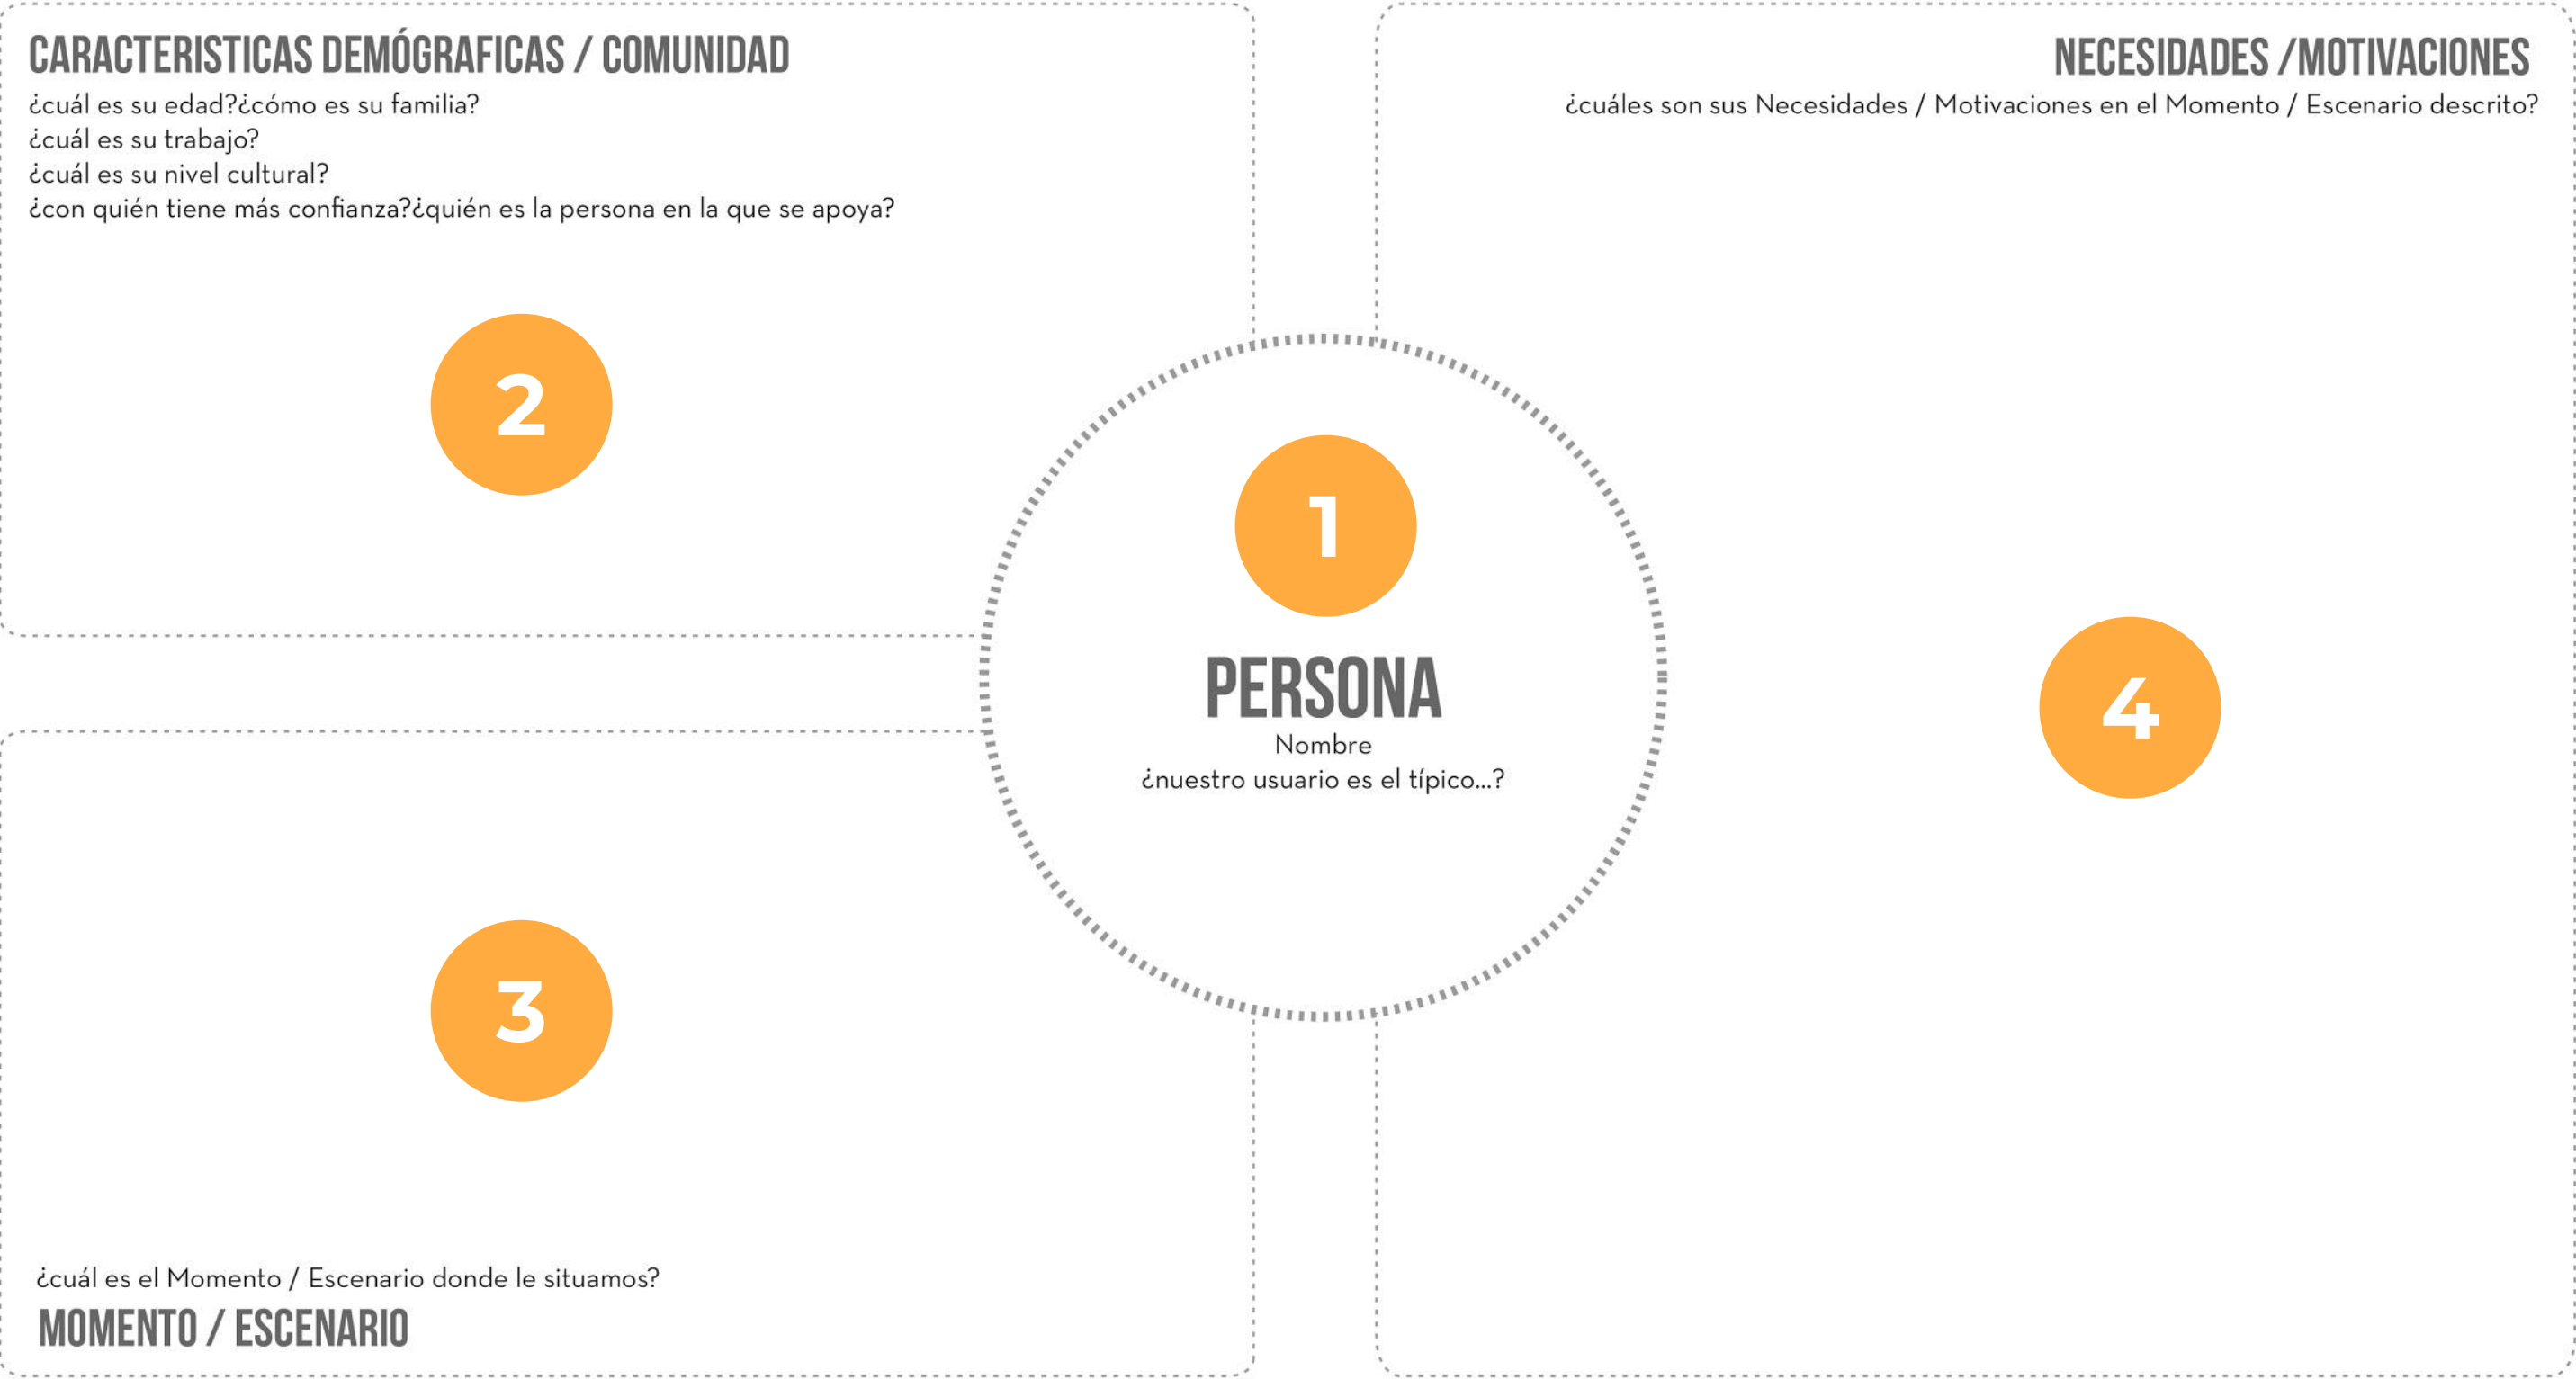 CARACTERISTICAS DEMÓGRAFICAS / COMUNIDAD
¿cuál es su edad?¿cómo es su familia?
¿cuál es su trabajo?
¿cuál es su nivel cultural?
¿con quién tiene más confianza?¿quién es la persona en la que se apoya?
2
NECESIDADES /MOTIVACIONES
¿cuáles son sus Necesidades / Motivaciones en el Momento / Escenario descrito?
1
PERSONA
Nombre
¿nuestro usuario es el típico...?
4
3
¿cuál es el Momento / Escenario donde le situamos?
MOMENTO / ESCENARIO